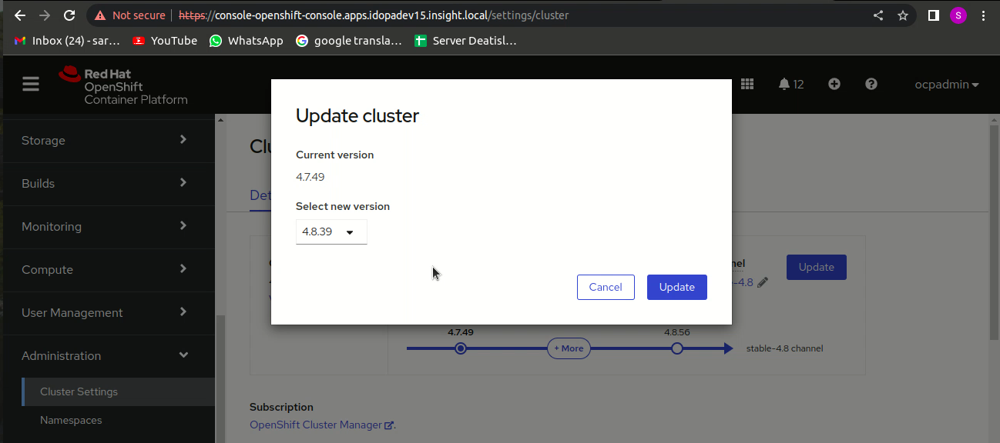 Not secure https://console-openshift-console.apps.idopadev15.insight.local/settings/cluster S
Inbox (24) - sar... YouTube WhatsApp google transla... Server Deatisl...
Red Hat
OpenShift
Container Platform
12
ocpadmin
Storage
Builds
Monitoring
Compute
User Management
Administration
Cluster Settings
Namespaces
Update cluster
Current version
4.7.49
Select new version
4.8.39
Cancel Update
Update
-4.8
4.7.49 4.8.56
+ More
stable-4.8 channel
Subscription
OpenShift Cluster Manager.